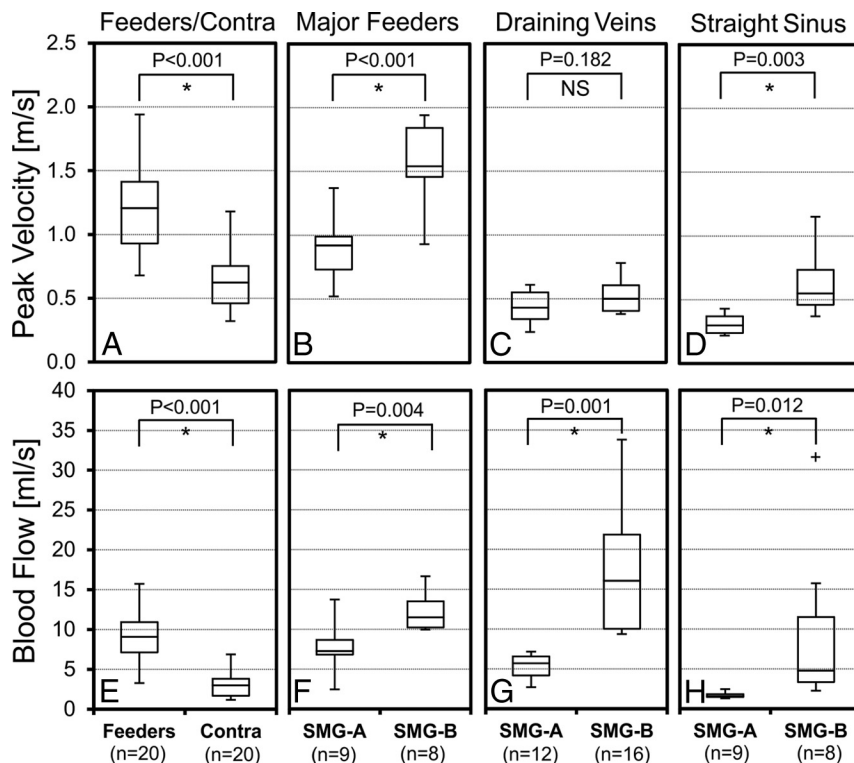 Feeders/Contra Major Feeders Draining Veins Straight Sinus
Peak Velocity [m/s]
2.5
2.0
1.5
1.0
0.5
0.0
P<0.001
*
A
P<0.001
*
B
P=0.182
NS
C
P=0.003
*
D
Blood Flow [ml/s]
40
35
30
25
20
15
10
5
0
P<0.001
*
E
P=0.004
*
F
P=0.001
*
G
P=0.012
*
+
H
Feeders Contra SMG-A SMG-B SMG-A SMG-B SMG-A SMG-B
(n=20) (n=20) (n=9) (n=8) (n=12) (n=16) (n=9) (n=8)